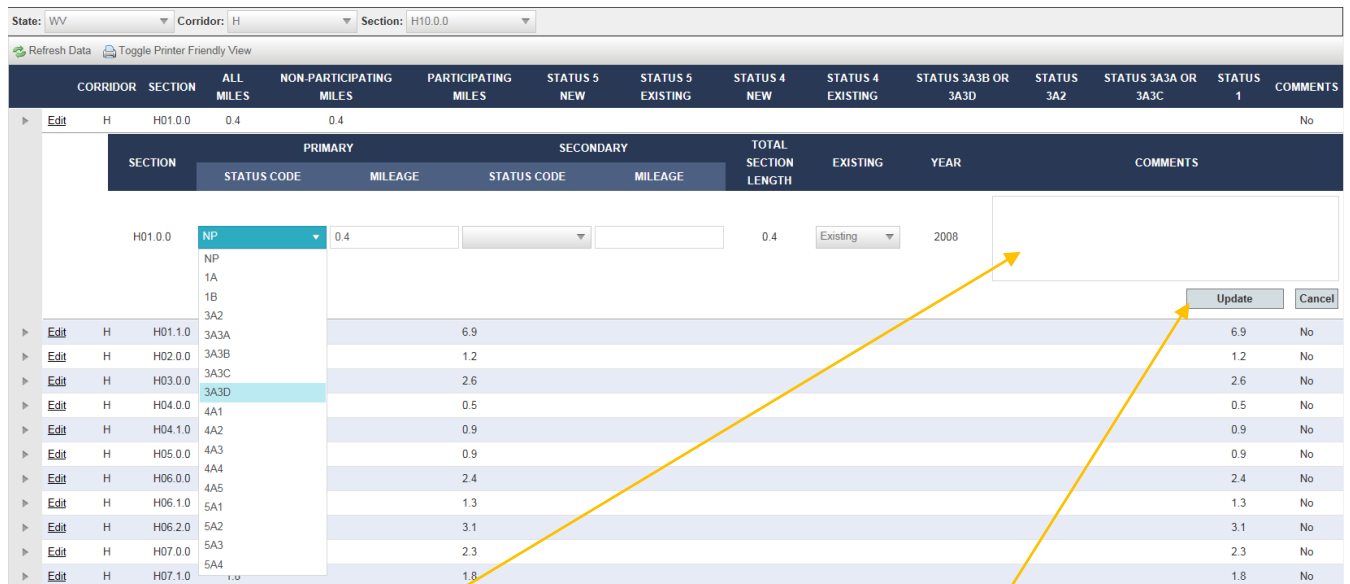 State: WV Corridor: H Section: H10.0.0
Refresh Data Toggle Printer Friendly View
CORRIDOR SECTION ALL MILES NON-PARTICIPATING MILES PARTICIPATING MILES STATUS 5 NEW STATUS 5 EXISTING STATUS 4 NEW STATUS 4 EXISTING STATUS 3A3B OR 3A3D STATUS 3A2 STATUS 3A3A OR 3A3C STATUS 1 COMMENTS
Edit H H01.0.0 0.4 0.4 No
SECTION PRIMARY SECONDARY TOTAL SECTION LENGTH EXISTING YEAR COMMENTS
STATUS CODE MILEAGE STATUS CODE MILEAGE
H01.0.0 NP 0.4 0.4 Existing 2008
NP
1A
1B
3A2
3A3A
3A3B
3A3C
3A3D
4A1
4A2
4A3
4A4
4A5
5A1
5A2
5A3
5A4
Update Cancel
Edit H H01.1.0 6.9 6.9 No
Edit H H02.0.0 1.2 1.2 No
Edit H H03.0.0 2.6 2.6 No
Edit H H04.0.0 0.5 0.5 No
Edit H H04.1.0 0.9 0.9 No
Edit H H05.0.0 0.9 0.9 No
Edit H H06.0.0 2.4 2.4 No
Edit H H06.1.0 1.3 1.3 No
Edit H H06.2.0 3.1 3.1 No
Edit H H07.0.0 2.3 2.3 No
Edit H H07.1.0 1.8 1.8 1.8 No